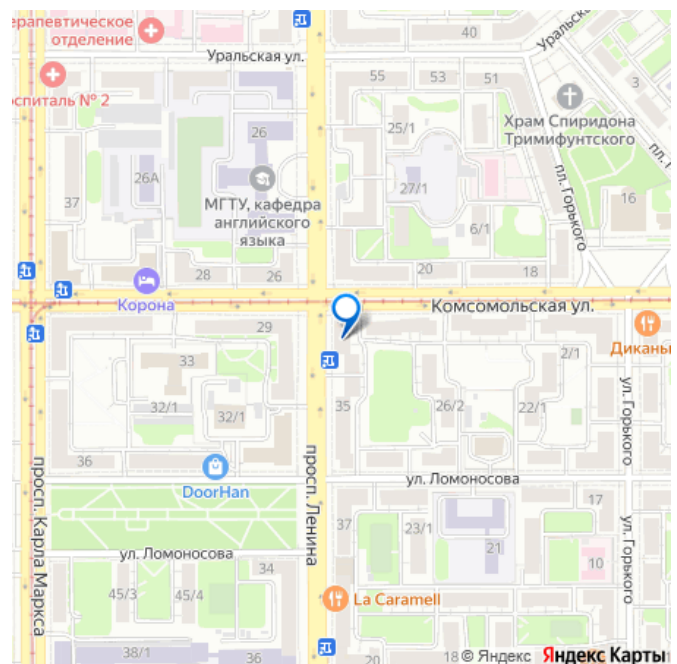 ерапевтическое
отделение
40
Уральская ул.
Уральская
оспиталь № 2
55
53
51
3
Храм Спиридона
Тримифунтского
25/1
26
26А
37
МГТУ, кафедра
английского
языка
27/1
6/1
пл. Горького
16
28
26
20
18
Корона
Комсомольская ул.
29
Диканы
33
2/1
32/1
32/1
35
26/2
22/1
ул. Горького
36
просп. Карла Маркса
просп. Ленина
DoorHan
ул. Ломоносова
37
23/1
17
ул. Горького
ул. Ломоносова
21
10
34
45/3
45/4
La Caramell
38/1
36
20
18
© Яндекс Яндекс Карты